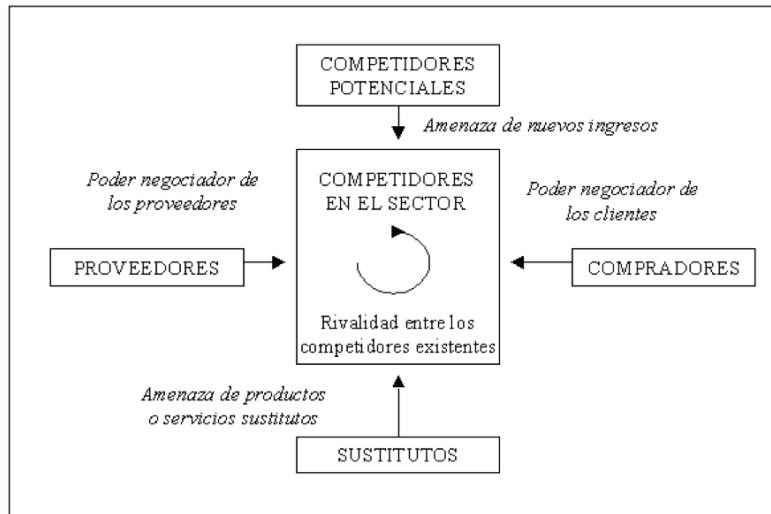 COMPETIDORES
POTENCIALES
Amenaza de nuevos ingresos
Poder negociador de
los proveedores
COMPETIDORES
EN EL SECTOR
Poder negociador de
los clientes
PROVEEDORES
COMPRADORES
Rivalidad entre los
competidores existentes
Amenaza de productos
o servicios sustitutos
SUSTITUTOS